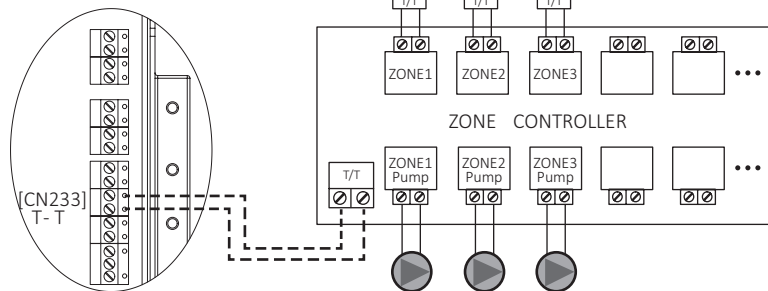 T/T T/T T/T
ZONE1 ZONE2 ZONE3
ZONE CONTROLLER
T/T
ZONE1 Pump
ZONE2 Pump
ZONE3 Pump
[CN233]
T- T